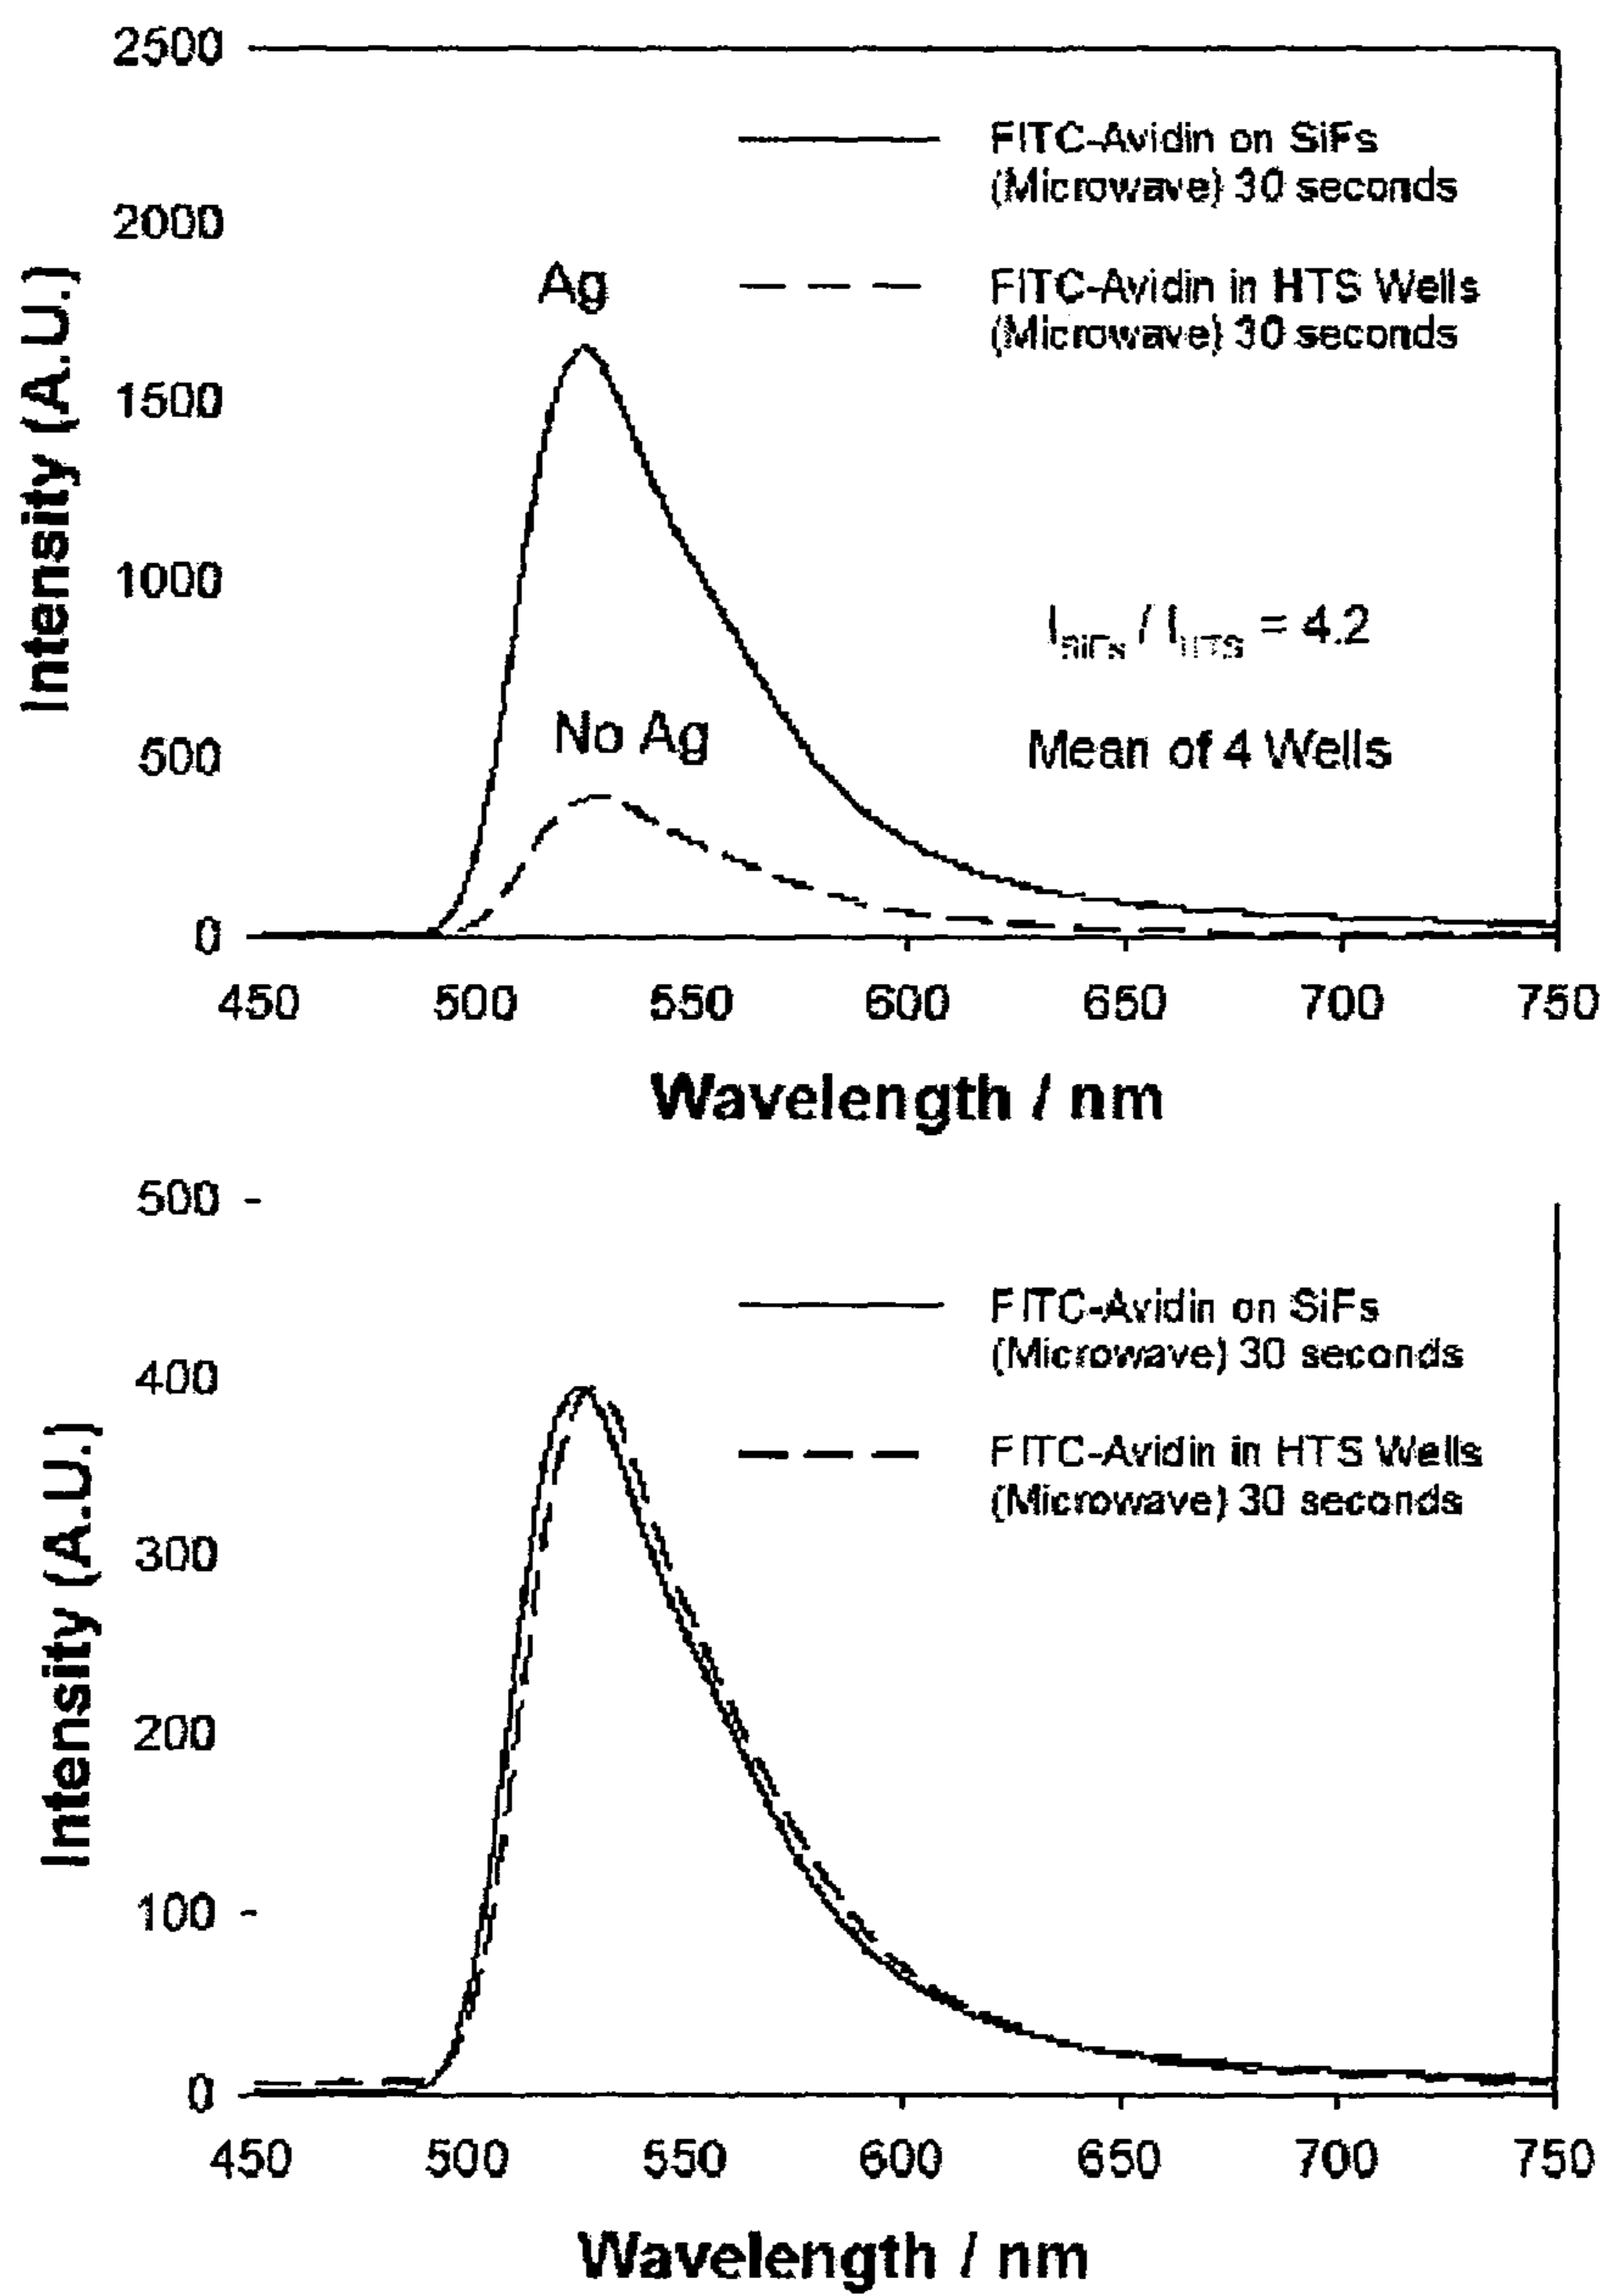 2500
FITC-Avidin on SiFs
(Microwave) 30 seconds
2000
Ag
FITC-Avidin in HTS Wells
(Microwave) 30 seconds
Intensity (A.U.)
1500
1000
I SiFs / I HTS = 4.2
No Ag
500
Mean of 4 Wells
0
450 500 550 600 650 700 750
Wavelength / nm
500
FITC-Avidin on SiFs
(Microwave) 30 seconds
400
FITC-Avidin in HTS Wells
(Microwave) 30 seconds
Intensity (A.U.)
300
200
100
0
450 500 550 600 650 700 750
Wavelength / nm